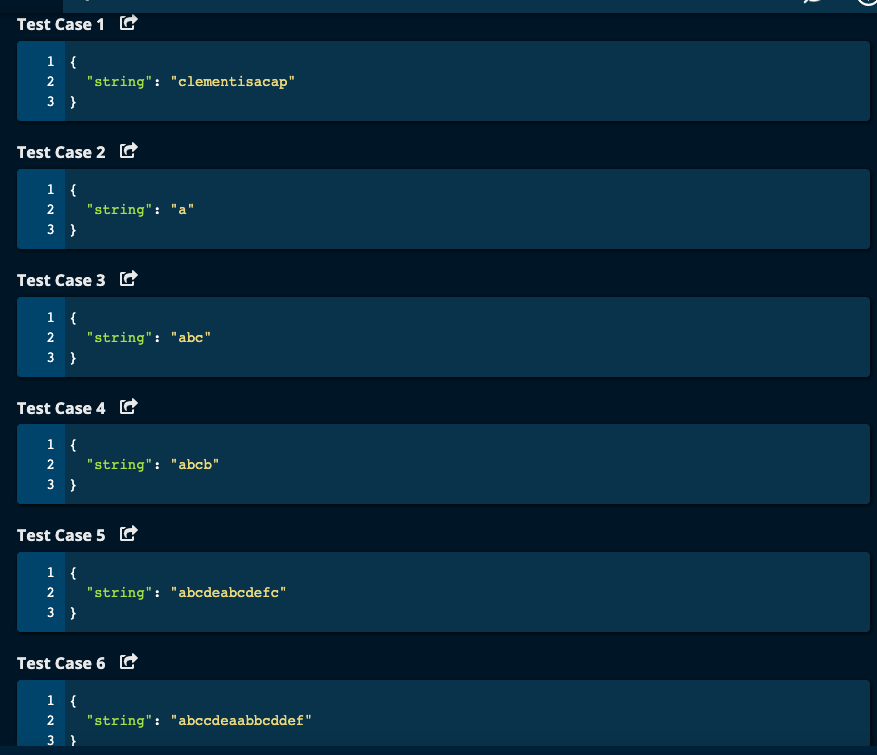 Test Case 1
1 {
2 "string": "clementisacap"
3 }
Test Case 2
1 {
2 "string": "a"
3 }
Test Case 3
1 {
2 "string": "abc"
3 }
Test Case 4
1 {
2 "string": "abcb"
3 }
Test Case 5
1 {
2 "string": "abcdeabcdefc"
3 }
Test Case 6
1 {
2 "string": "abccdeaabbcddef"
3 }